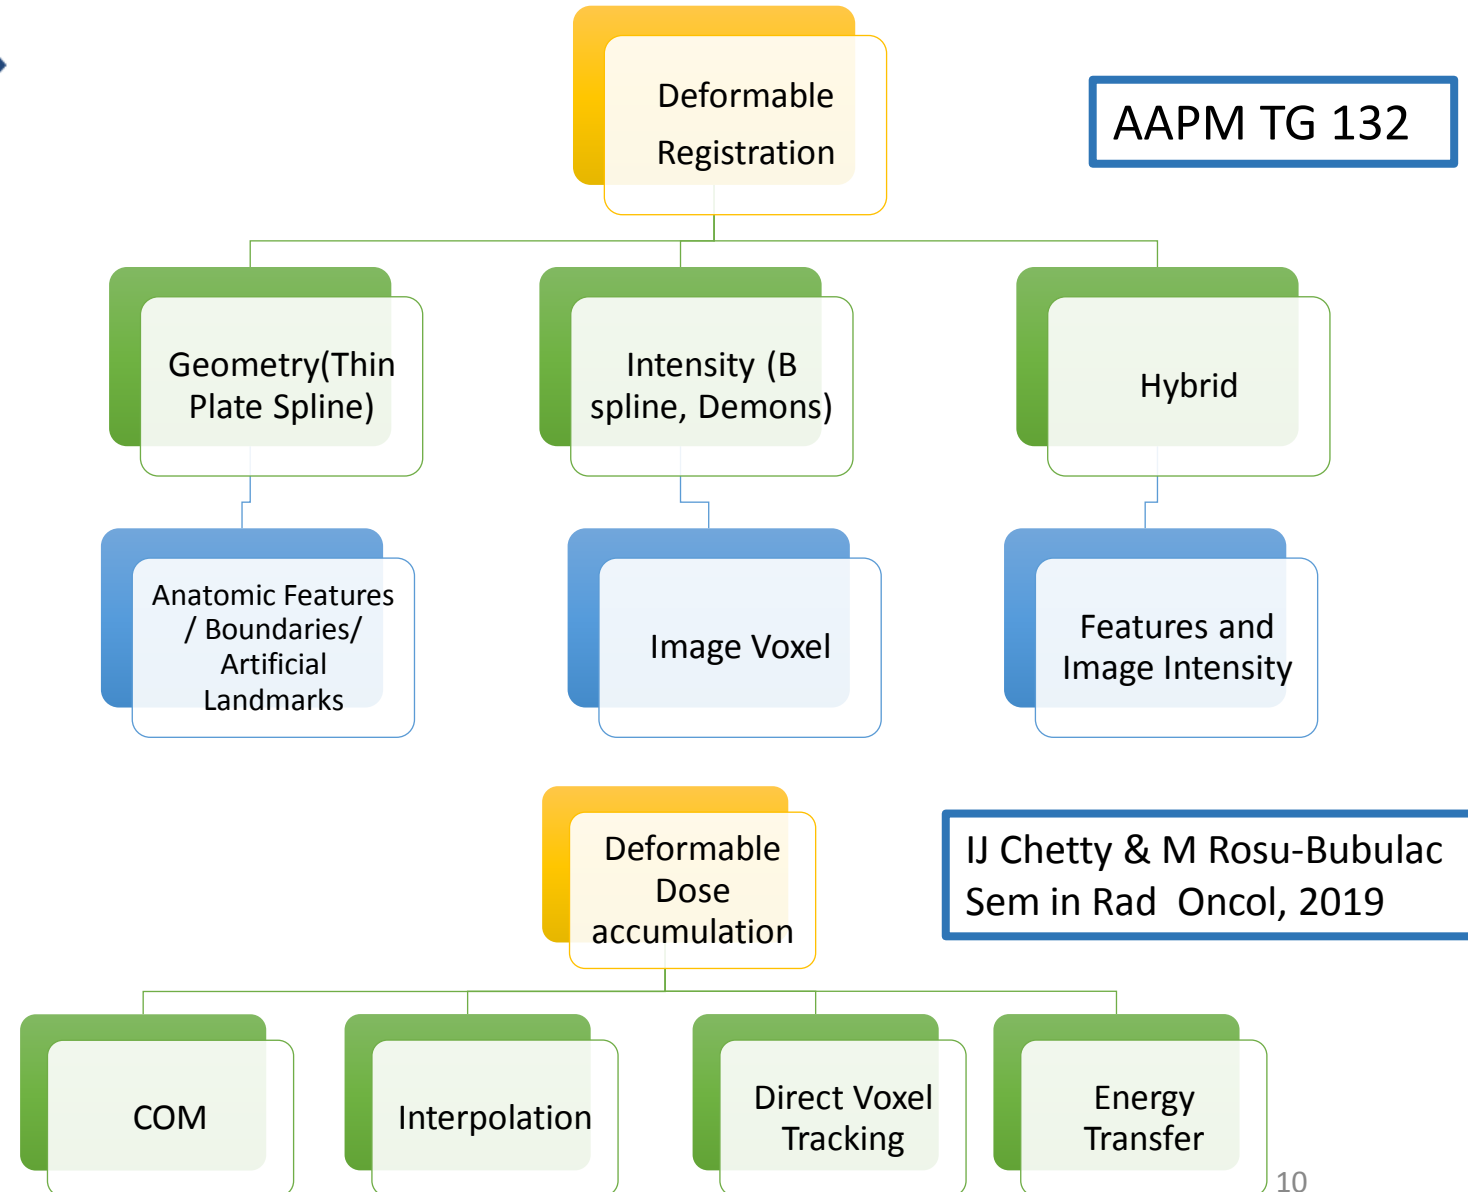 Deformable
Registration
AAPM TG 132
Geometry(Thin
Plate Spline)
Intensity (B
spline, Demons)
Hybrid
Anatomic Features
/ Boundaries/
Artificial
Landmarks
Image Voxel
Features and
Image Intensity
Deformable
Dose
accumulation
IJ Chetty & M Rosu-Bubulac
Sem in Rad  Oncol, 2019
COM
Interpolation
Direct Voxel
Tracking
Energy
Transfer
10